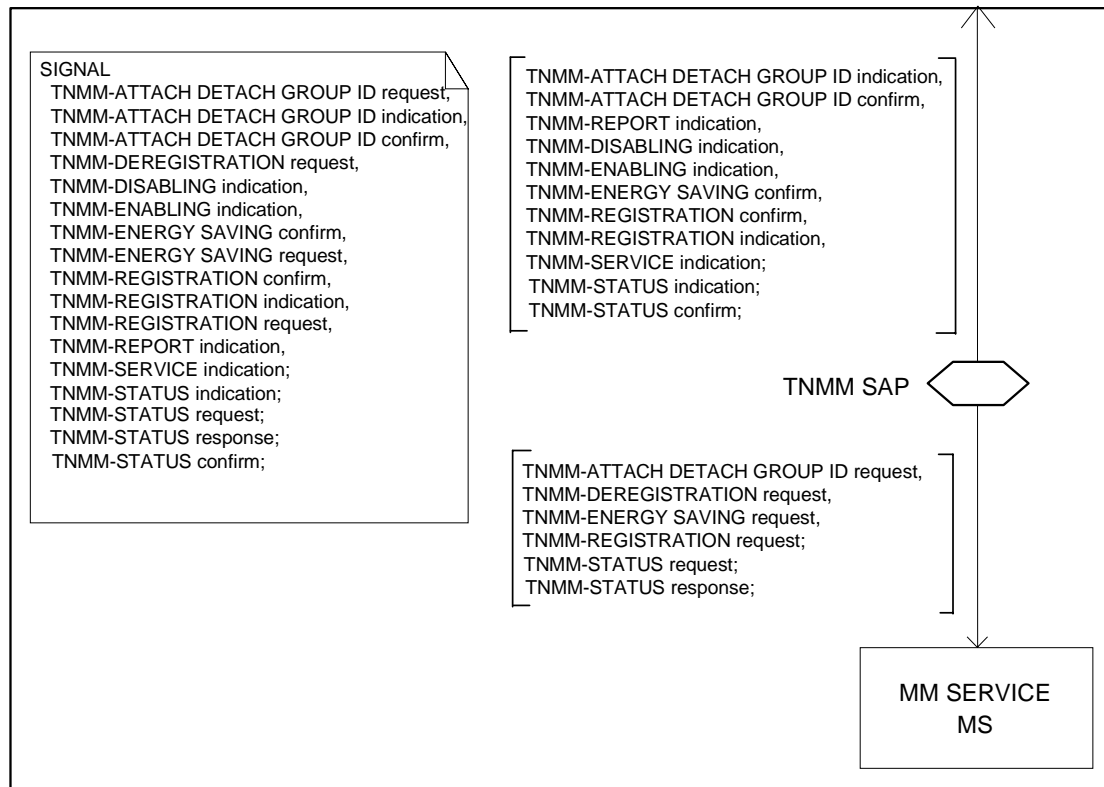 SIGNAL
TNMM-ATTACH DETACH GROUP ID request,
TNMM-ATTACH DETACH GROUP ID indication,
TNMM-ATTACH DETACH GROUP ID confirm,
TNMM-DEREGISTRATION request,
TNMM-DISABLING indication,
TNMM-ENABLING indication,
TNMM-ENERGY SAVING confirm,
TNMM-ENERGY SAVING request,
TNMM-REGISTRATION confirm,
TNMM-REGISTRATION indication,
TNMM-REGISTRATION request,
TNMM-REPORT indication,
TNMM-SERVICE indication;
TNMM-STATUS indication;
TNMM-STATUS request;
TNMM-STATUS response;
TNMM-STATUS confirm;
TNMM-ATTACH DETACH GROUP ID indication,
TNMM-ATTACH DETACH GROUP ID confirm,
TNMM-REPORT indication,
TNMM-DISABLING indication,
TNMM-ENABLING indication,
TNMM-ENERGY SAVING confirm,
TNMM-REGISTRATION confirm,
TNMM-REGISTRATION indication,
TNMM-SERVICE indication;
TNMM-STATUS indication;
TNMM-STATUS confirm;
TNMM SAP
TNMM-ATTACH DETACH GROUP ID request,
TNMM-DEREGISTRATION request,
TNMM-ENERGY SAVING request,
TNMM-REGISTRATION request;
TNMM-STATUS request;
TNMM-STATUS response;
MM SERVICE
MS